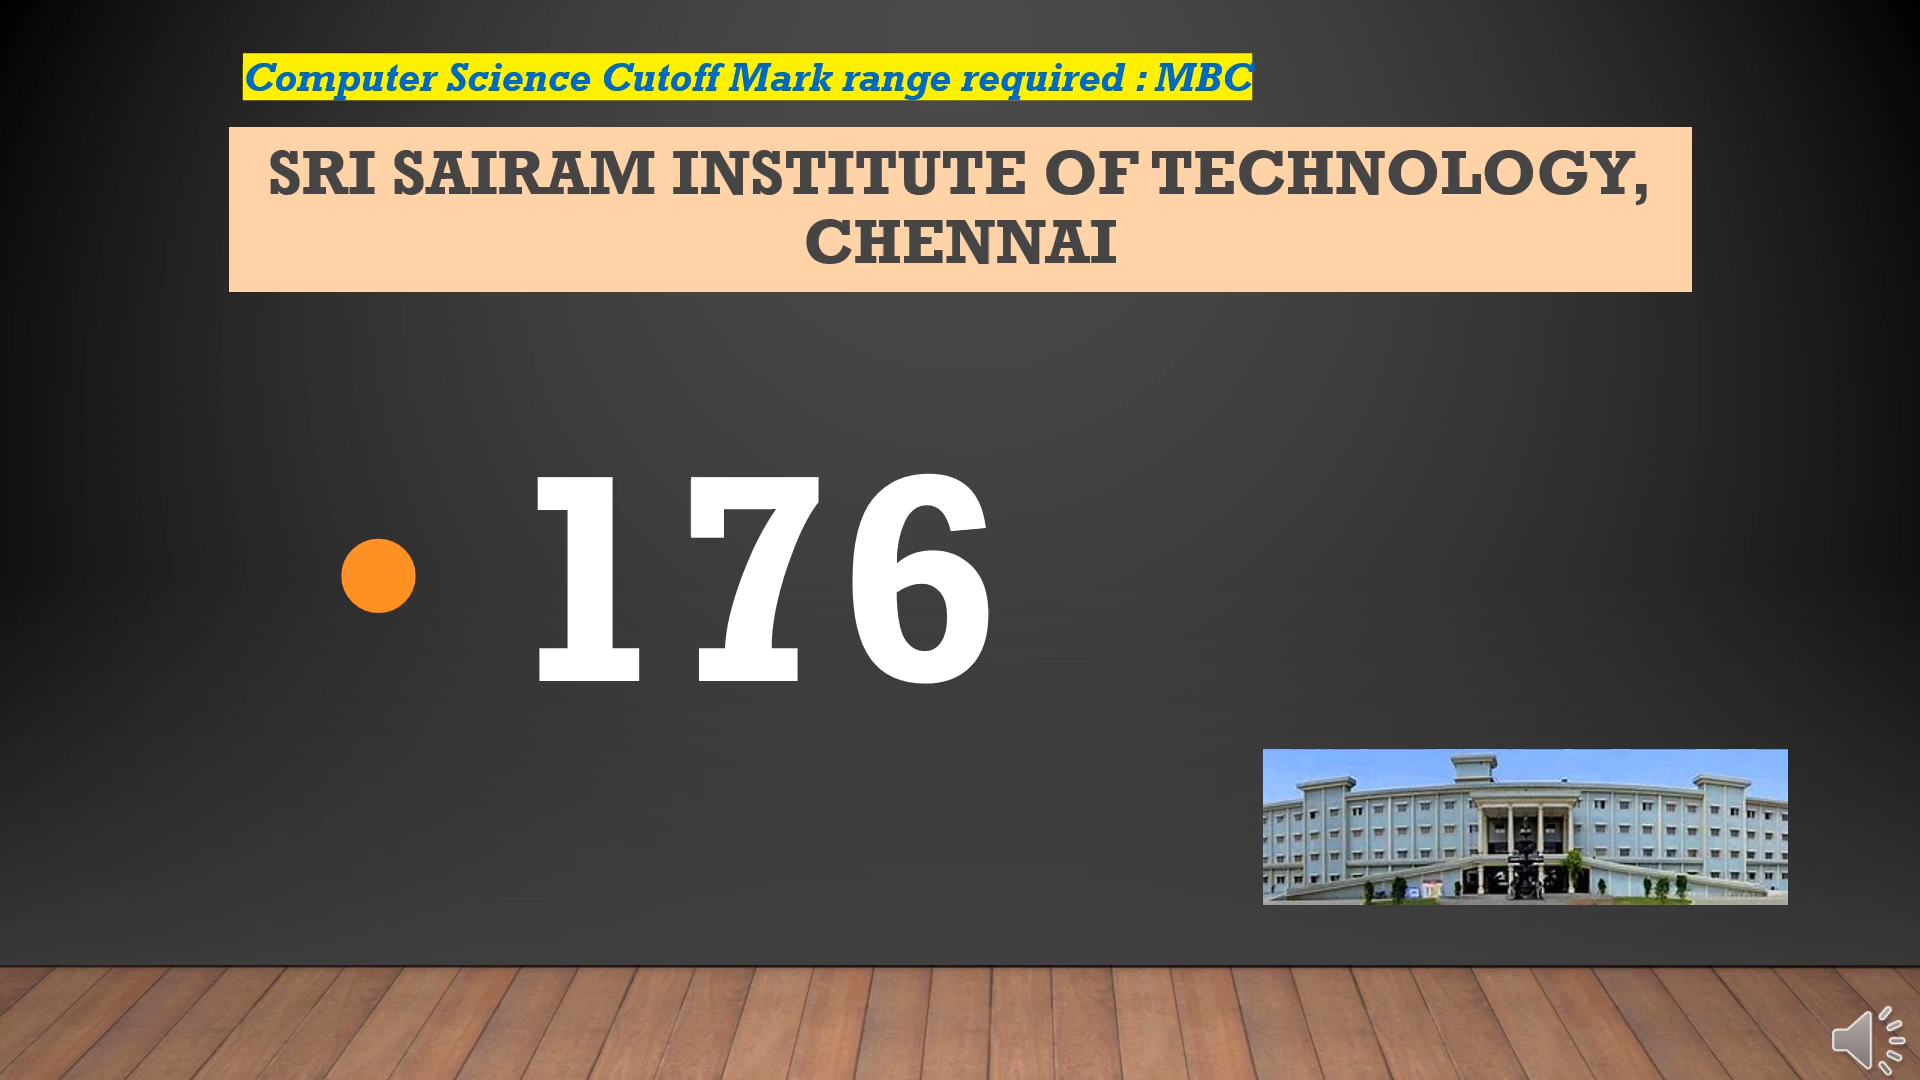 Computer Science Cutoff Mark range required : MBC
SRI SAIRAM INSTITUTE OF TECHNOLOGY,
CHENNAI
• 176